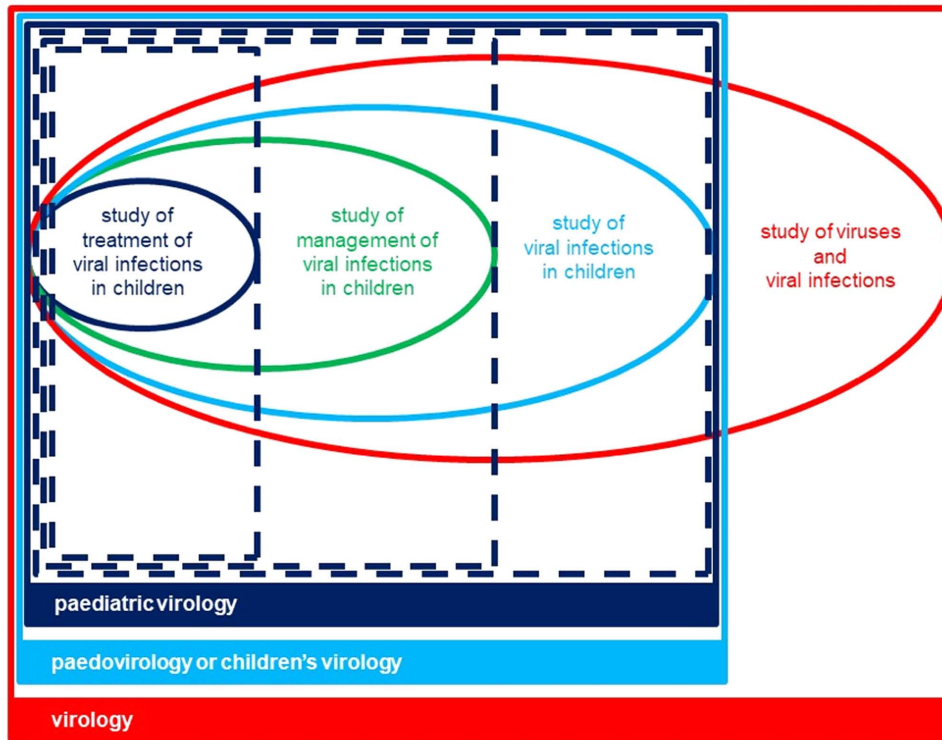 study of
treatment of
viral infections
in children
study of
management of
viral infections
in children
study of
viral infections
in children
study of viruses
and
viral infections
paediatric virology
paedovirology or children's virology
virology